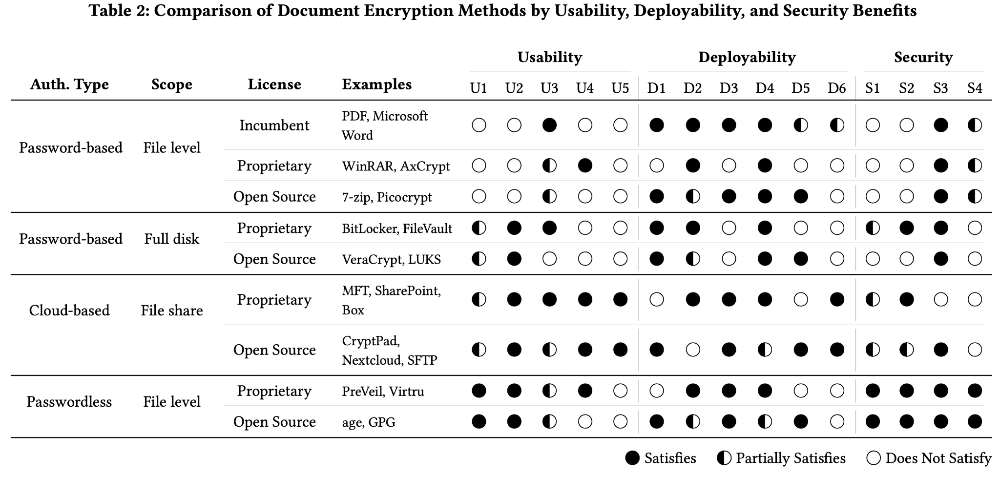 Table 2: Comparison of Document Encryption Methods by Usability, Deployability, and Security Benefits
Usability Deployability Security
Auth. Type Scope License Examples U1 U2 U3 U4 U5 D1 D2 D3 D4 D5 D6 S1 S2 S3 S4
Password-based File level Incumbent PDF, Microsoft
Word
Proprietary WinRAR, AxCrypt
Open Source 7-zip, Picocrypt
Password-based Full disk Proprietary BitLocker, FileVault
Open Source VeraCrypt, LUKS
Cloud-based File share Proprietary MFT, SharePoint,
Box
Open Source CryptPad,
Nextcloud, SFTP
Passwordless File level Proprietary PreVeil, Virtru
Open Source age, GPG
Satisfies Partially Satisfies Does Not Satisfy